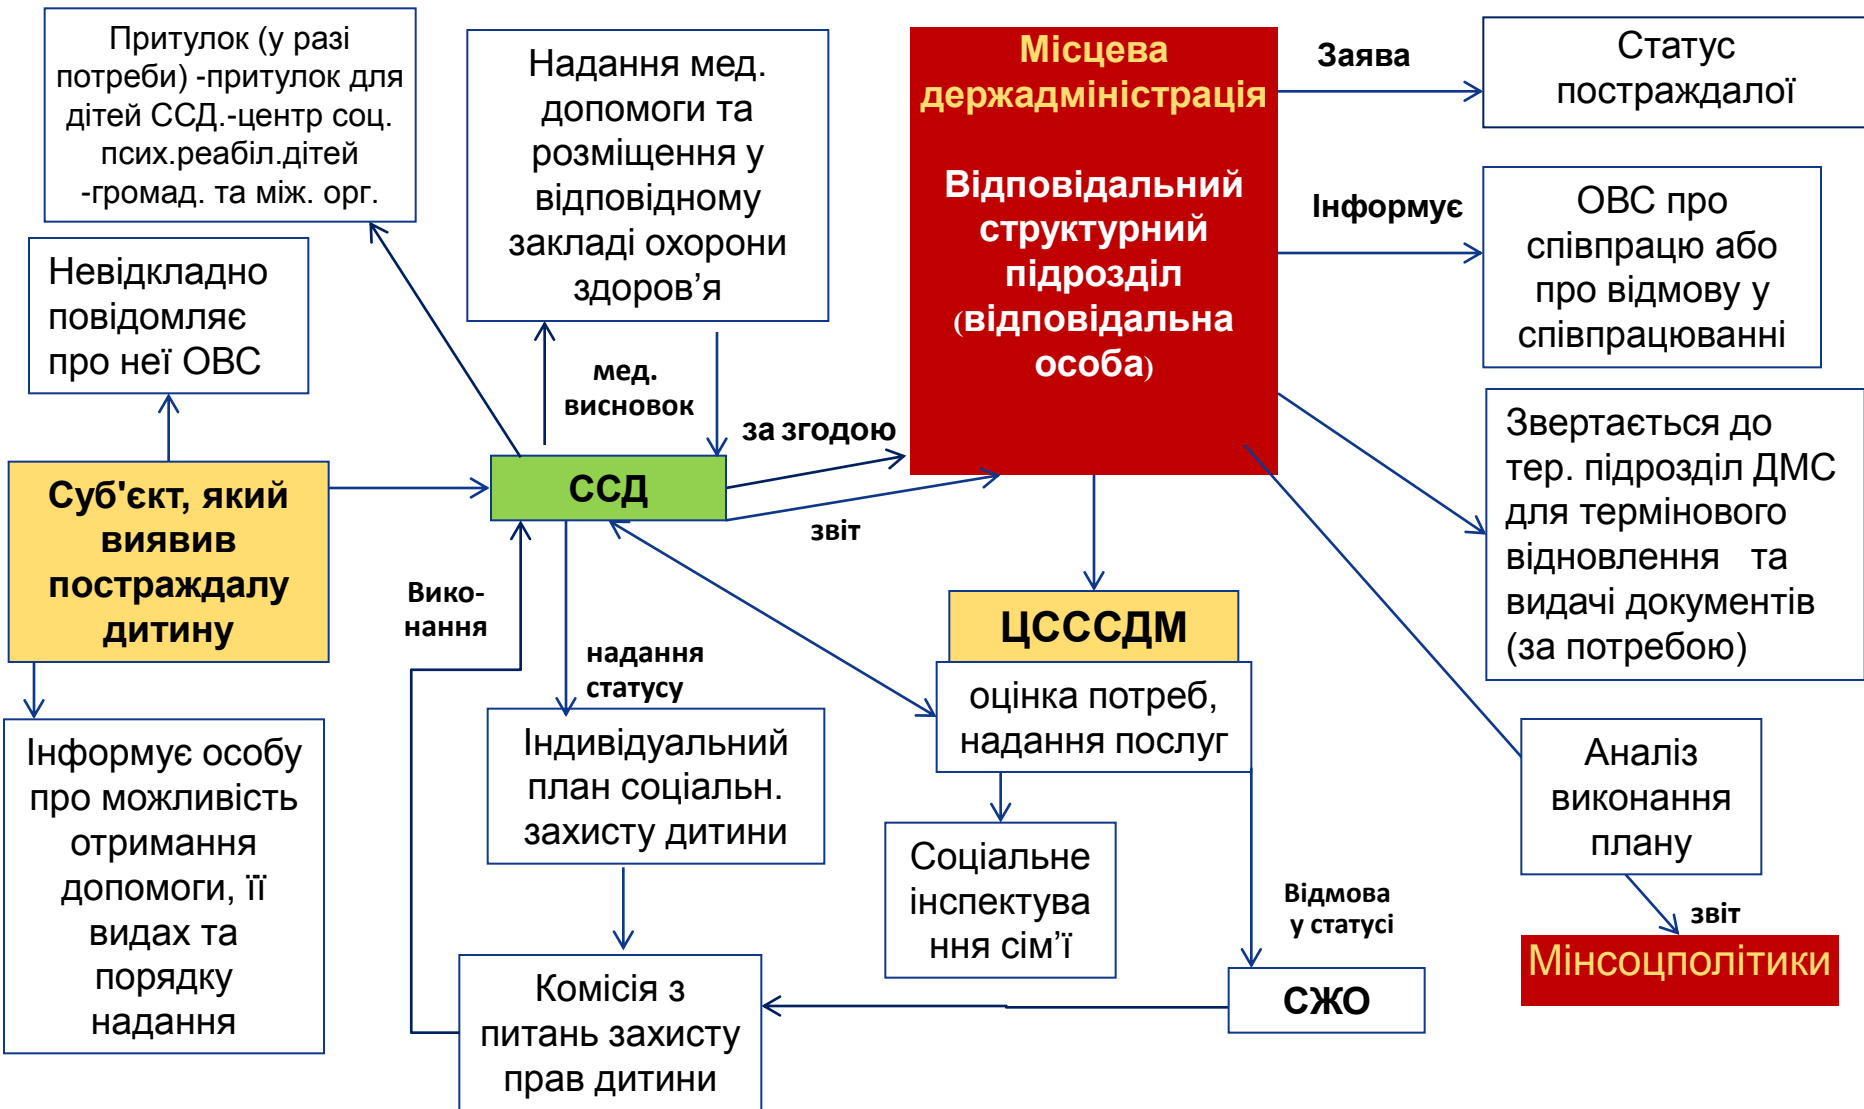 Притулок (у разі
потреби) -притулок для
дітей ССД.-центр соц.
псих.реабіл.дітей
-громад. та між. орг.
Надання мед.
допомоги та
розміщення у
відповідному
закладі охорони
здоров’я
Місцева
держадміністрація
Відповідальний
структурний
підрозділ
(відповідальна
особа)
Заява
Статус
постраждалої
Інформує
ОВС про
співпрацю або
про відмову у
співпрацюванні
Невідкладно
повідомляє
про неї ОВС
мед.
висновок
за згодою
Звертається до
тер. підрозділ ДМС
для термінового
відновлення та
видачі документів
(за потребою)
Суб'єкт, який
виявив
постраждалу
дитину
ССД
звіт
Вико-
нання
надання
статусу
ЦСССДМ
оцінка потреб,
надання послуг
Інформує особу
про можливість
отримання
допомоги, її
видах та
порядку
надання
Індивідуальний
план соціальн.
захисту дитини
Аналіз
виконання
плану
Соціальне
інспектува
ння сім’ї
Відмова
у статусі
звіт
Мінсоцполітики
Комісія з
питань захисту
прав дитини
СЖО